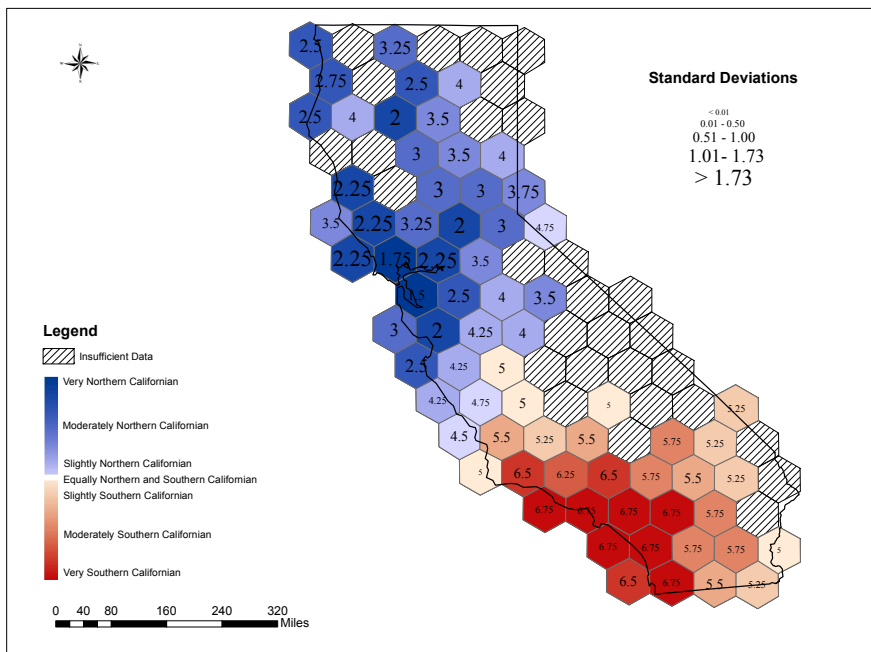 N
W E
S
2.5 3.25
2.75 2.5 4
2.5 4 2 3.5
3 3.5 4
2.25 3 3 3.75
3.5 2.25 3.25 2 3 4.75
2.25 1.75 2.25 3.5
1.5 2.5 4 3.5
3 2 4.25 4
2.5 4.25 5
4.25 4.75 5 5 5.25
4.5 5.5 5.25 5.5 5.75 5.25
5 6.5 6.25 6.5 5.75 5.5 5.25
6.75 6.75 6.75 6.75 5.75
6.75 6.75 5.75 5.75 5
6.5 6.75 5.5 5.25
Standard Deviations
< 0.01
0.01 - 0.50
0.51 - 1.00
1.01- 1.73
> 1.73
Legend
Insufficient Data
Very Northern Californian
Moderately Northern Californian
Slightly Northern Californian
Equally Northern and Southern Californian
Slightly Southern Californian
Moderately Southern Californian
Very Southern Californian
0 40 80 160 240 320
Miles